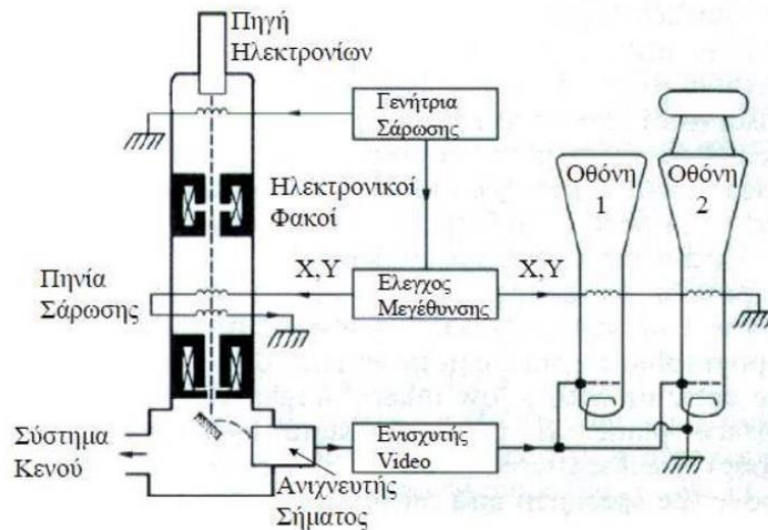 Πηγή
Ηλεκτρονίων
Γενήτρια
Σάρωσης
Οθόνη
1
Οθόνη
2
Ηλεκτρονικοί
Φακοί
Πηνία
Σάρωσης
X,Y
Ελεγχος
Μεγέθυνσης
X,Y
Σύστημα
Κενού
Ενισχυτής
Video
Ανιχνευτής
Σήματος